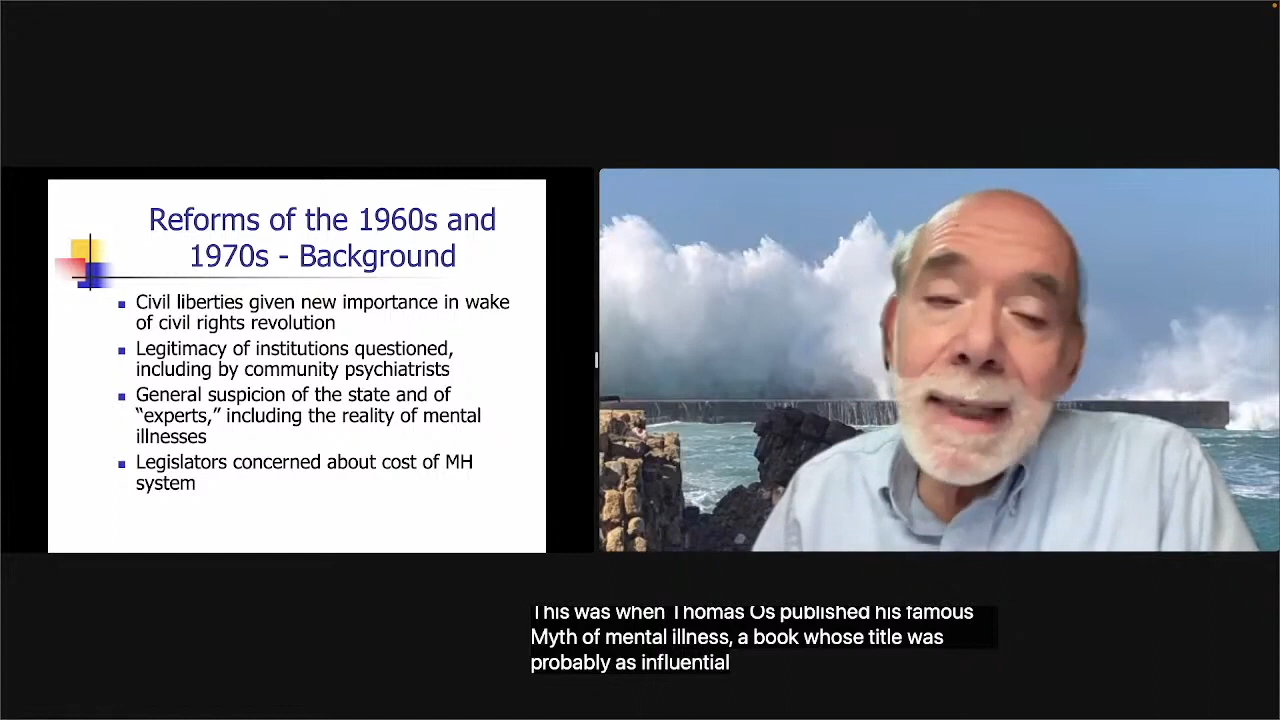 Reforms of the 1960s and
1970s - Background
Civil liberties given new importance in wake
of civil rights revolution
Legitimacy of institutions questioned,
including by community psychiatrists
General suspicion of the state and of
“experts,” including the reality of mental
illnesses
Legislators concerned about cost of MH
system
This was when Thomas Os published his famous
Myth of mental illness, a book whose title was
probably as influential